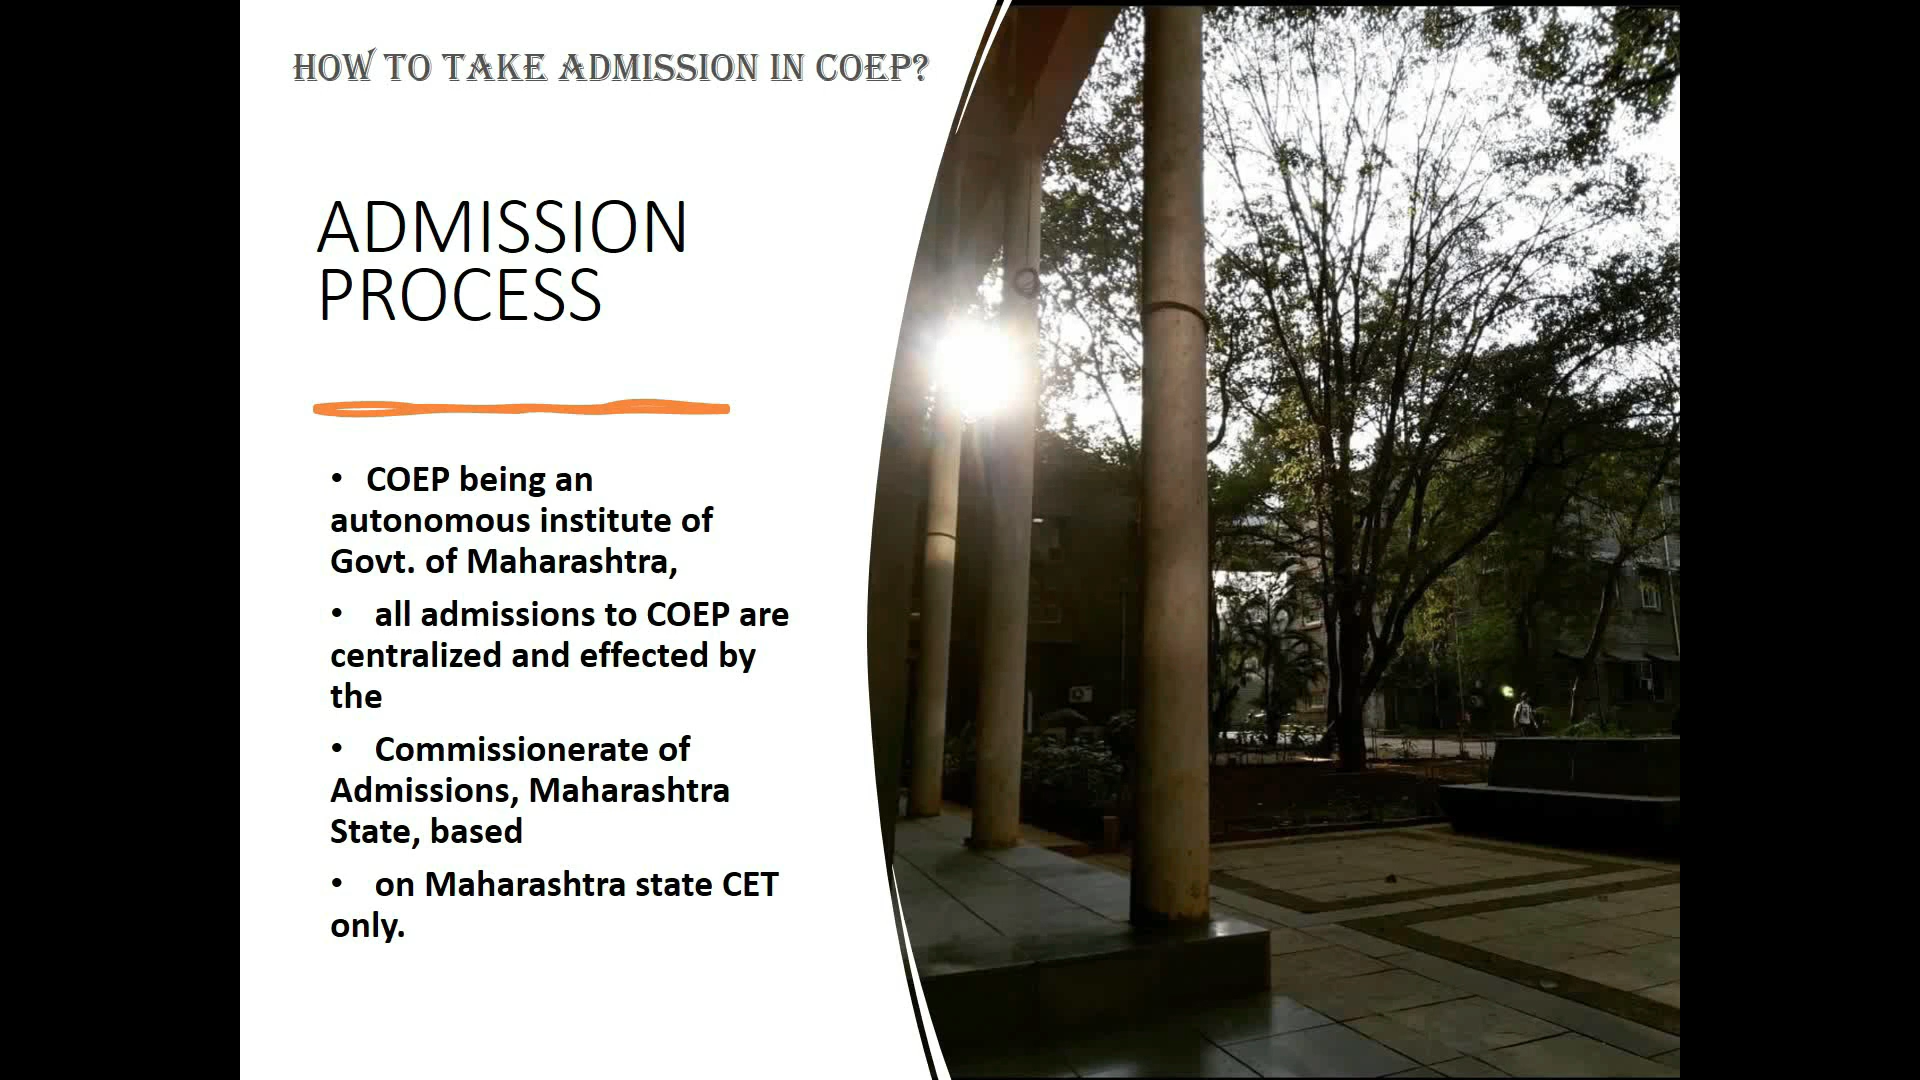 HOW TO TAKE ADMISSION IN COEP?
ADMISSION
PROCESS
• COEP being an
autonomous institute of
Govt. of Maharashtra,
• all admissions to COEP are
centralized and effected by
the
• Commissionerate of
Admissions, Maharashtra
State, based
• on Maharashtra state CET
only.